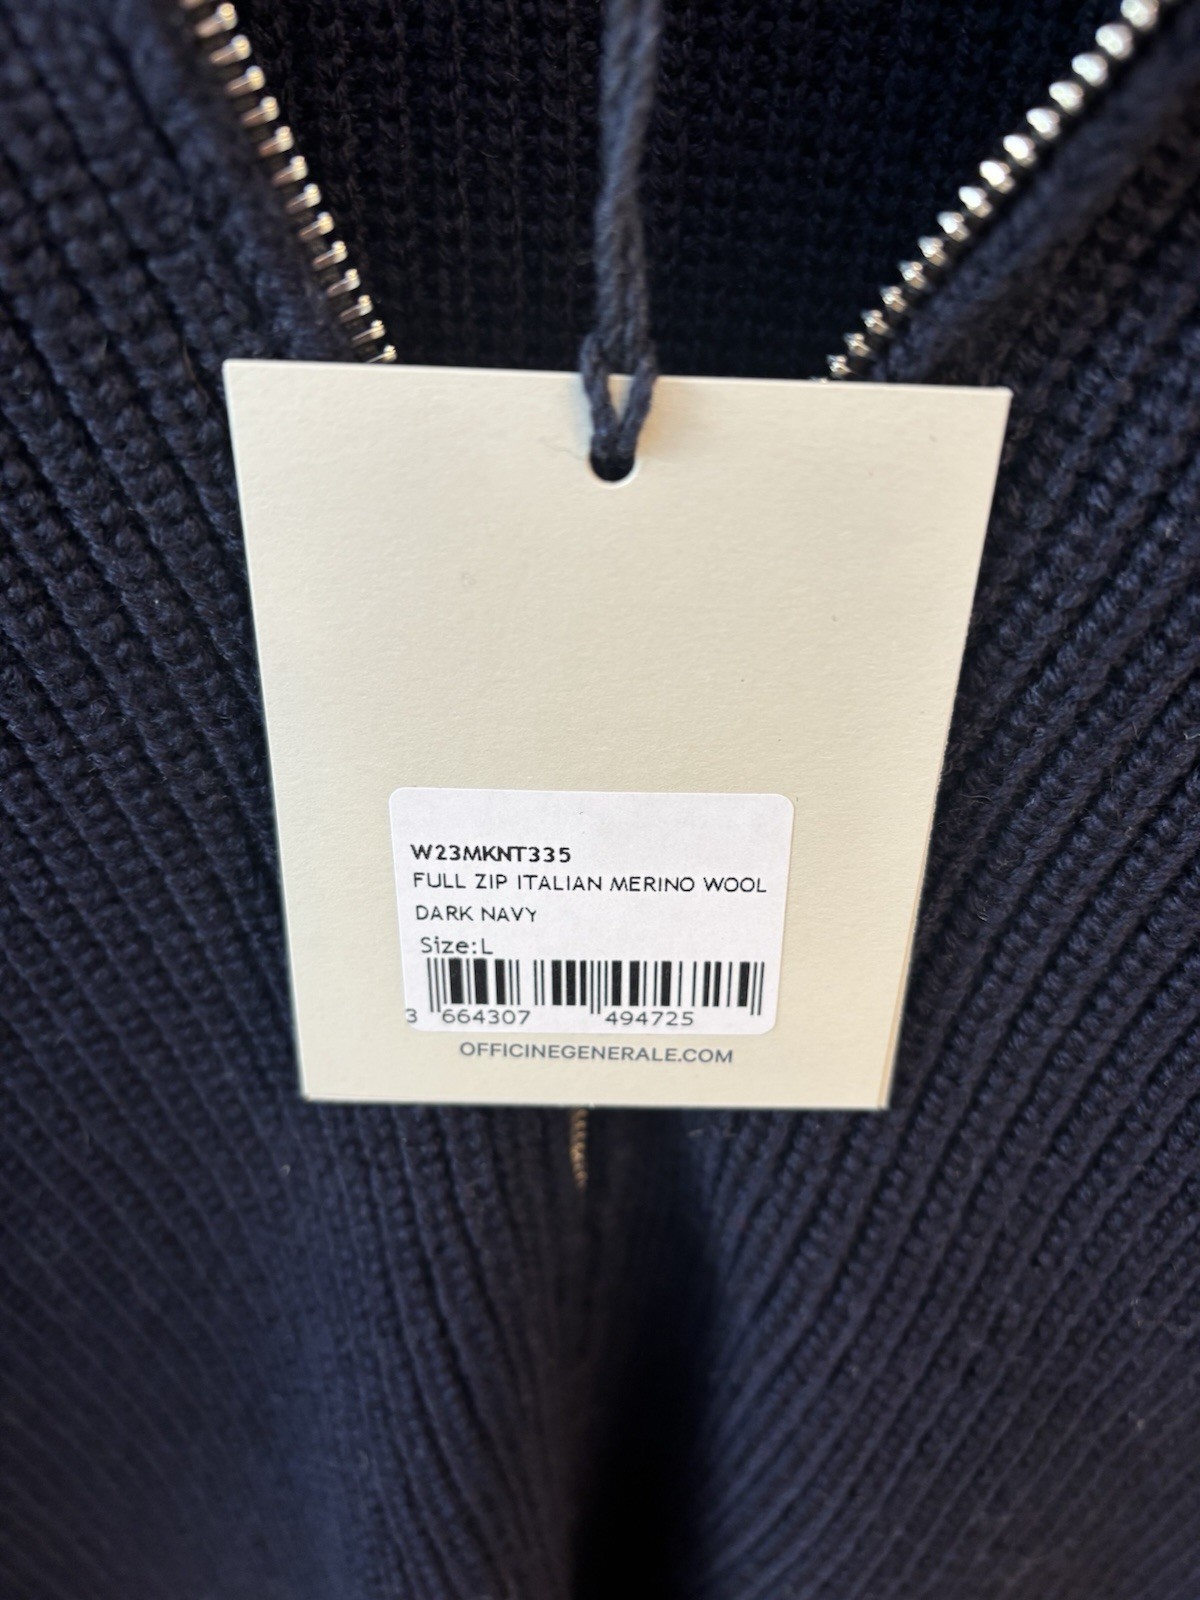 W23MKNT335
FULL ZIP ITALIAN MERINO WOOL
DARK NAVY
Size:L
3 664307 494725
OFFICINEGENERALE.COM